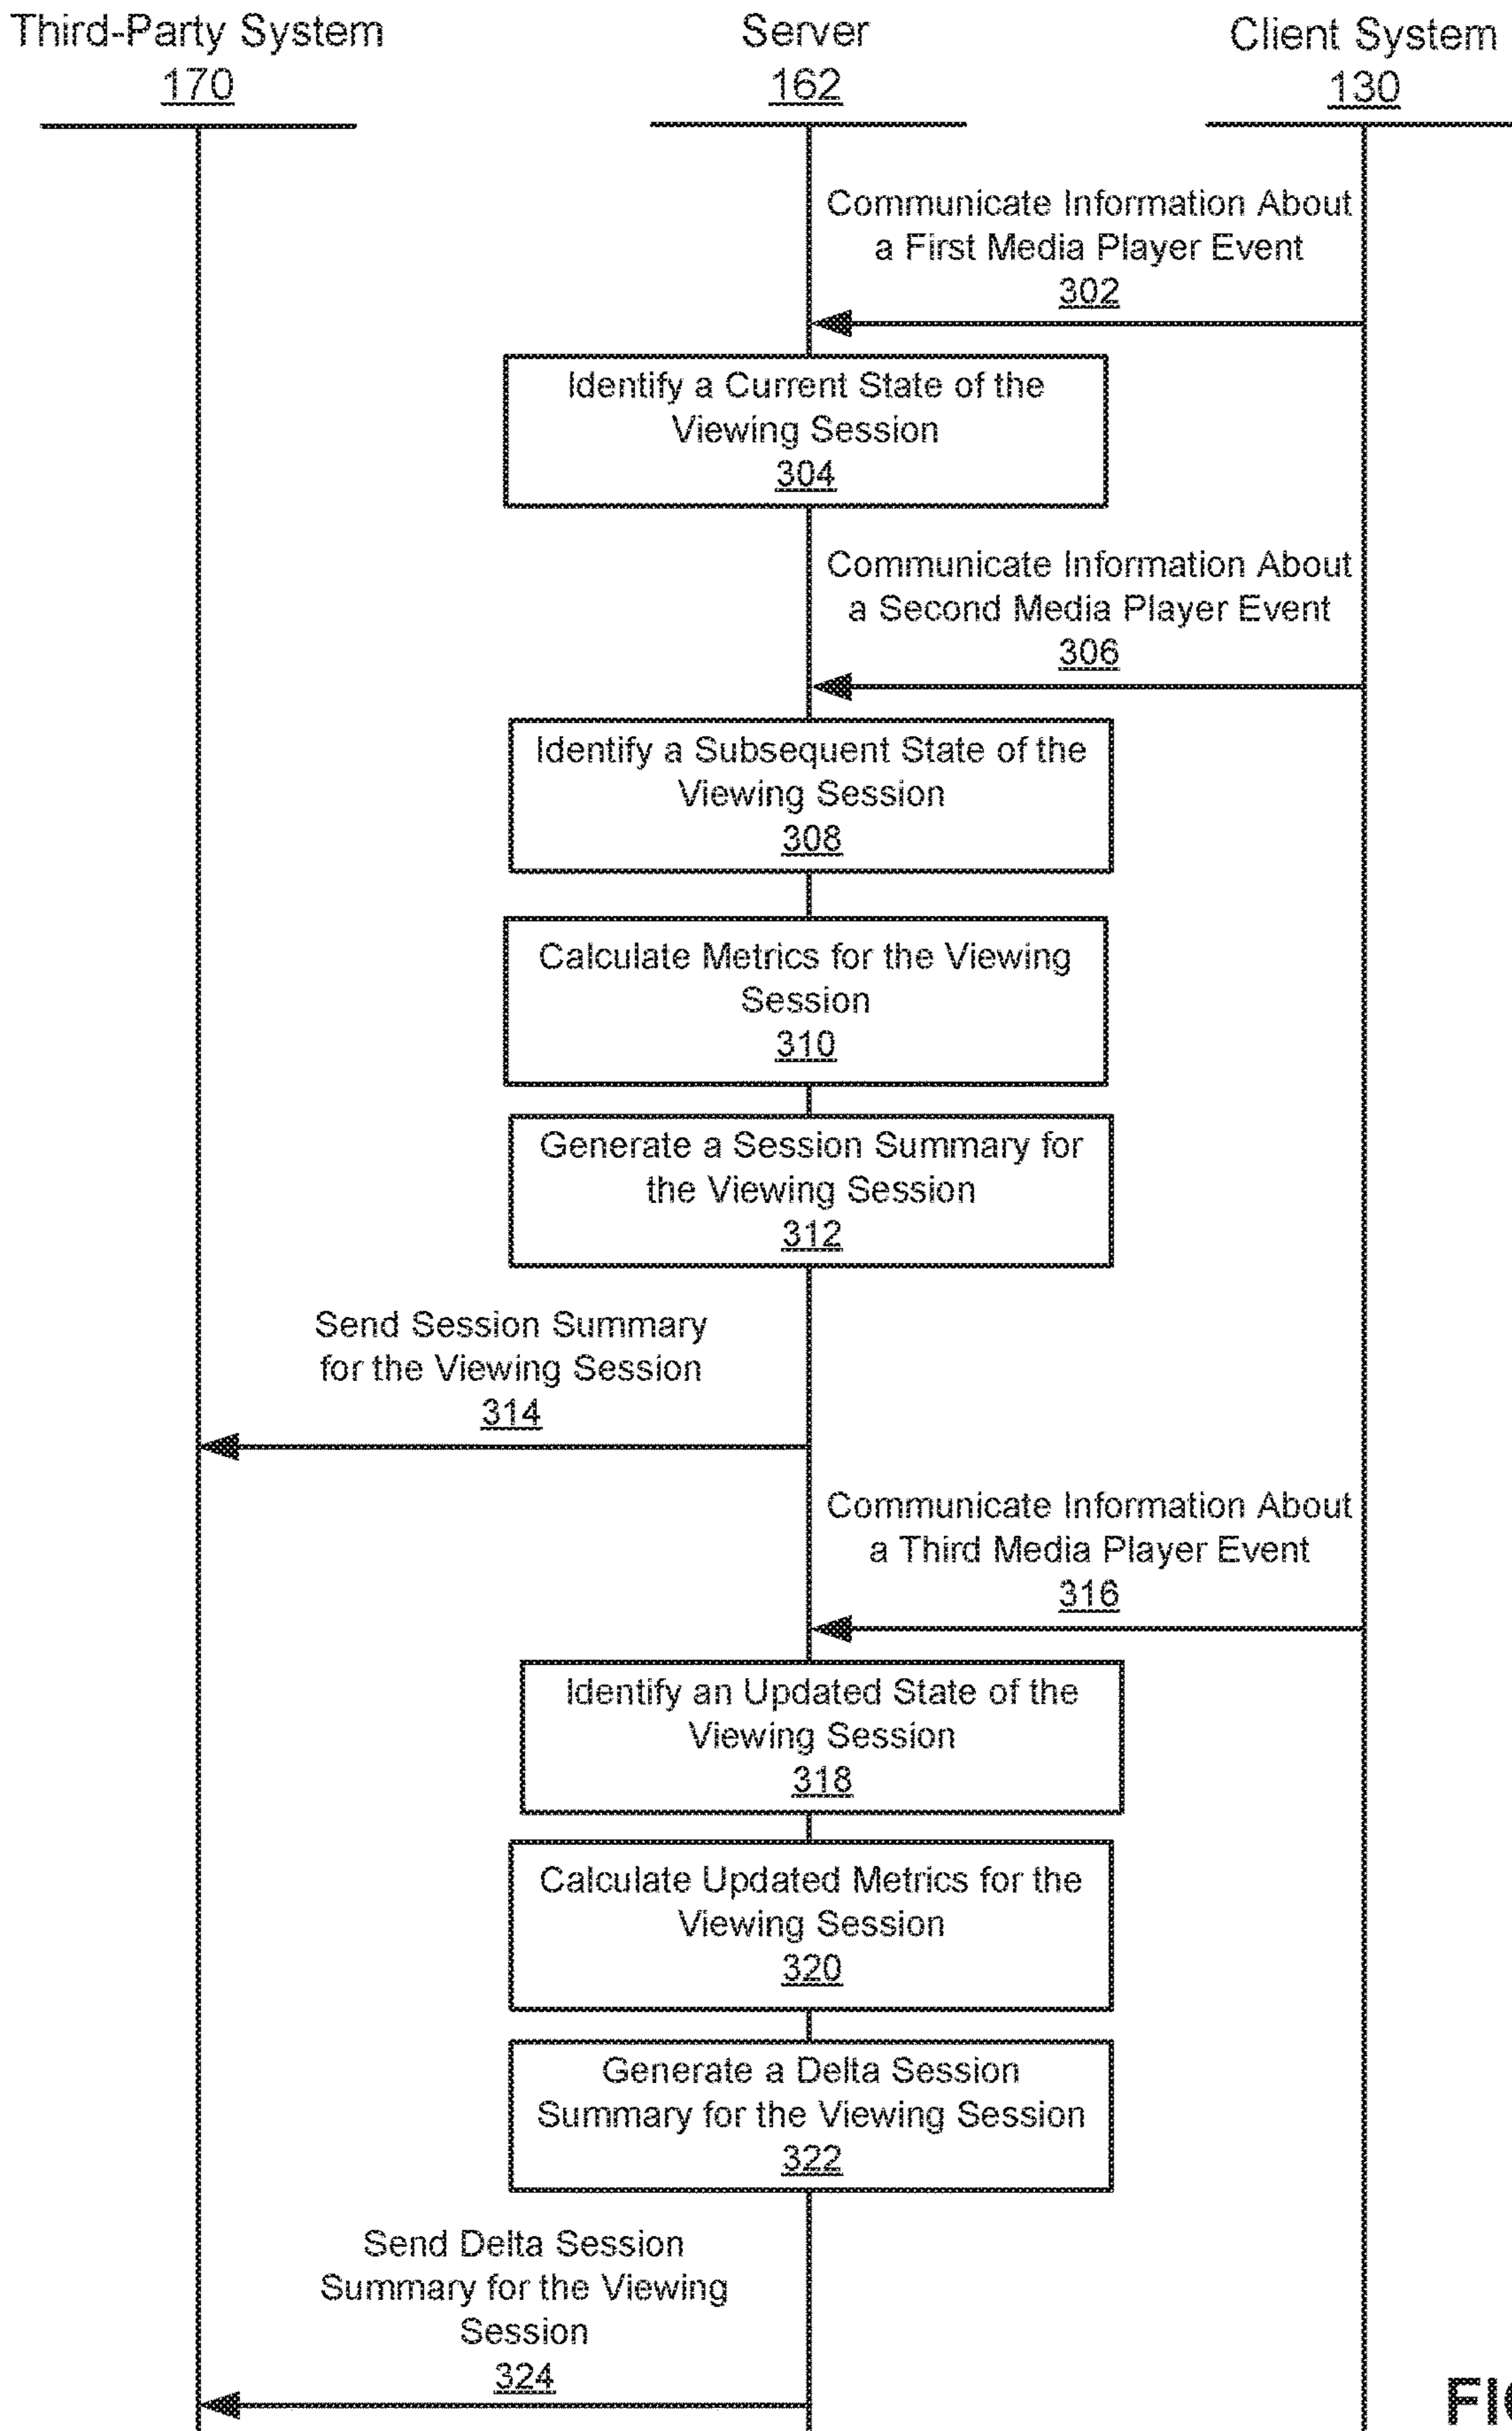 Third-Party System
170
Server
162
Client System
130
Communicate Information About
a First Media Player Event
302
Identify a Current State of the
Viewing Session
304
Communicate Information About
a Second Media Player Event
306
Identify a Subsequent State of the
Viewing Session
308
Calculate Metrics for the Viewing
Session
310
Generate a Session Summary for
the Viewing Session
312
Send Session Summary
for the Viewing Session
314
Communicate Information About
a Third Media Player Event
316
Identify an Updated State of the
Viewing Session
318
Calculate Updated Metrics for the
Viewing Session
320
Generate a Delta Session
Summary for the Viewing Session
322
Send Delta Session
Summary for the Viewing
Session
324